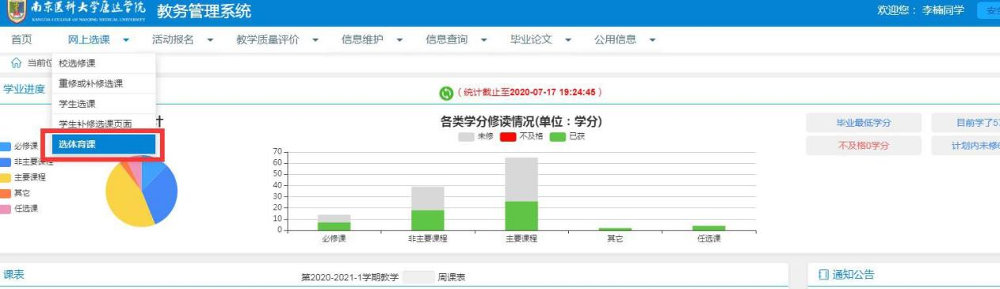 南京医科大学康达学院 教务管理系统 欢迎您：李楠同学 安全
KANGDA COLLEGE OF NANJING MEDICAL UNIVERSITY
首页 网上选课 活动报名 教学质量评价 信息维护 信息查询 毕业论文 公用信息
当前位
校选修课
学业进度
重修或补修选课
(统计截止至2020-07-17 19:24:45)
学生选课
学生补修选课页面
选体育课
必修课
非主要课程
主要课程
其它
任选课
各类学分修读情况(单位：学分)
未修 不及格 已获
70
60
50
40
30
20
10
0
必修课 非主要课程 主要课程 其它 任选课
毕业最低学分 目前学了57
不及格0学分 计划内未修6
课表
第2020-2021-1学期教学 周课表
通知公告